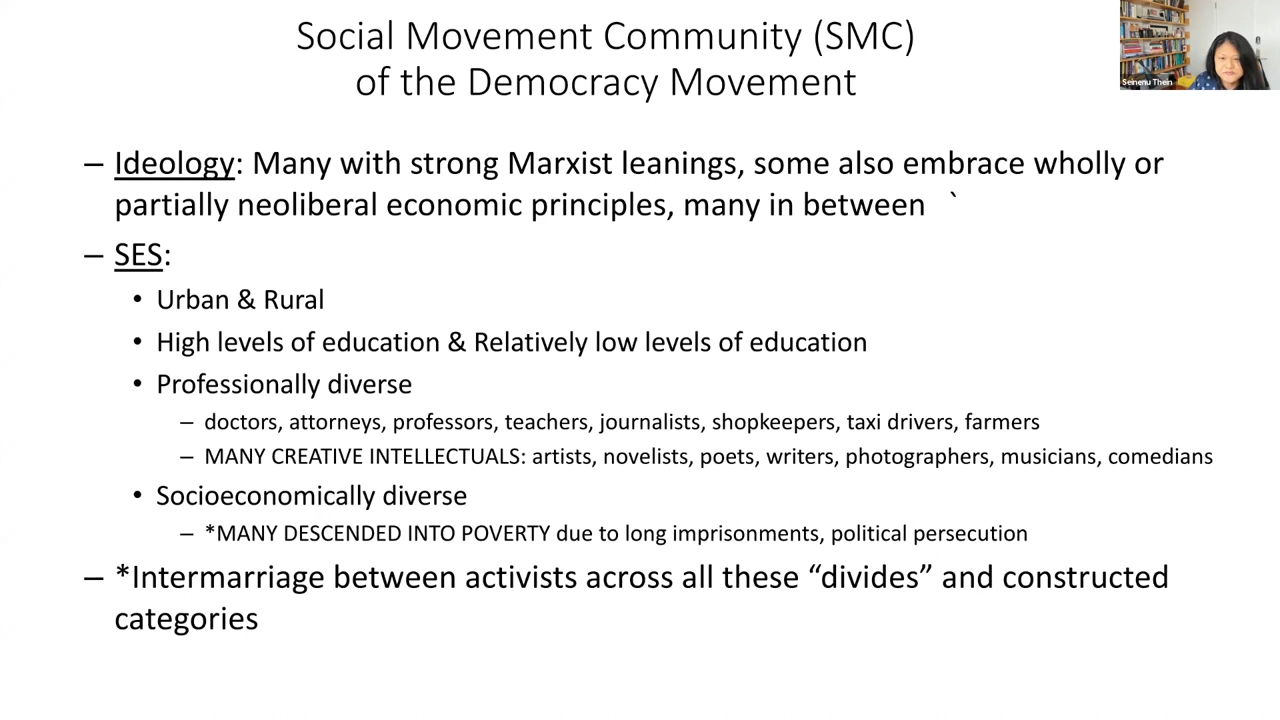 Social Movement Community (SMC)
of the Democracy Movement
Seinenu Thein
– Ideology: Many with strong Marxist leanings, some also embrace wholly or
partially neoliberal economic principles, many in between `
– SES:
• Urban & Rural
• High levels of education & Relatively low levels of education
• Professionally diverse
– doctors, attorneys, professors, teachers, journalists, shopkeepers, taxi drivers, farmers
– MANY CREATIVE INTELLECTUALS: artists, novelists, poets, writers, photographers, musicians, comedians
• Socioeconomically diverse
– *MANY DESCENDED INTO POVERTY due to long imprisonments, political persecution
– *Intermarriage between activists across all these “divides” and constructed
categories